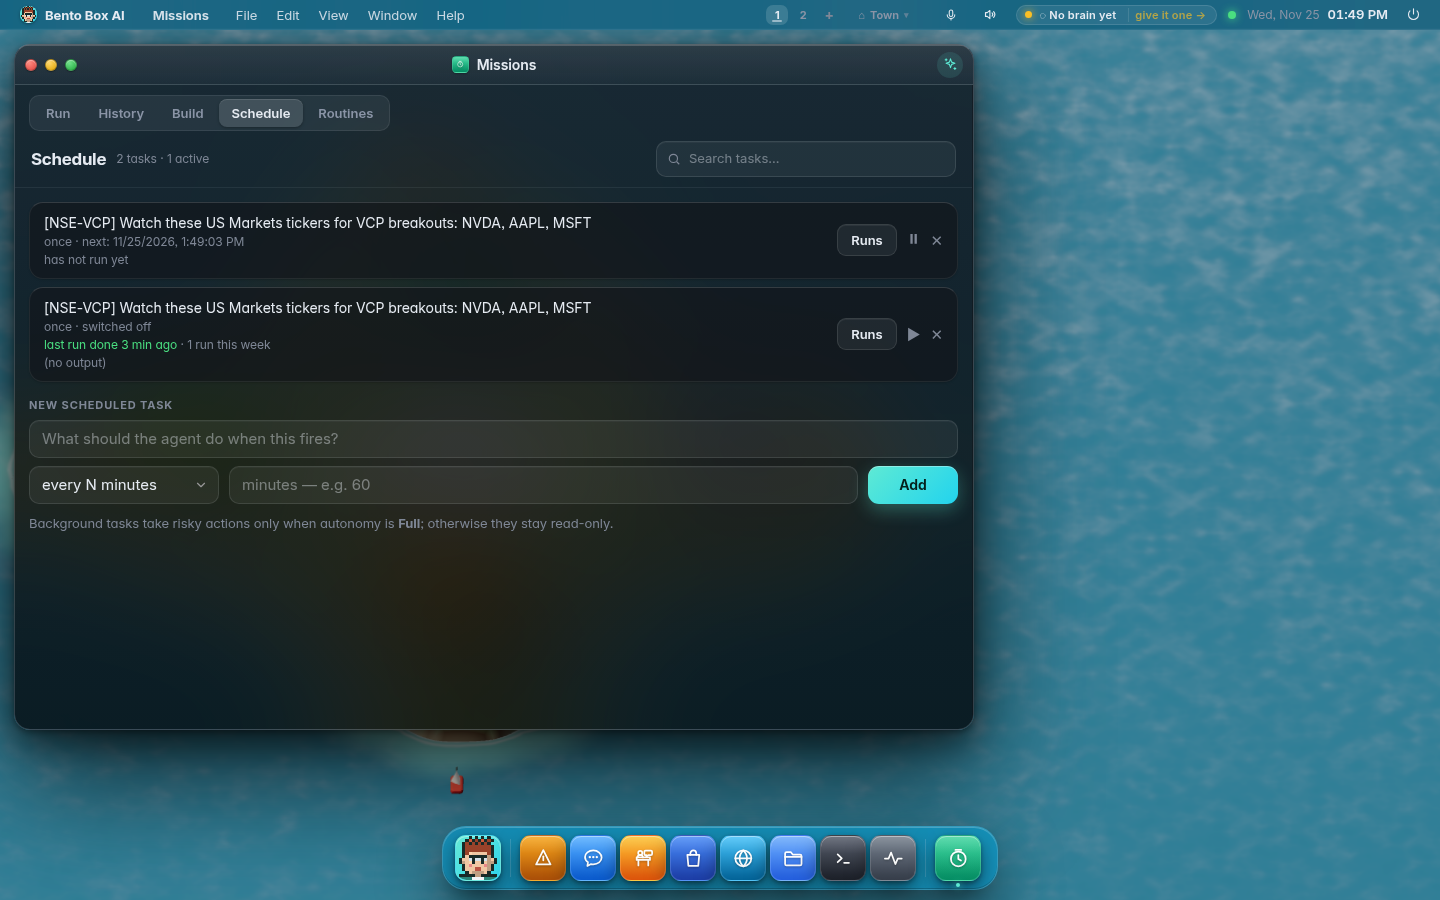 Bento Box AI Missions File Edit View Window Help 1 2 + Town No brain yet give it one → Wed, Nov 25 01:49 PM
Missions
Run History Build Schedule Routines
Schedule 2 tasks · 1 active Search tasks...
[NSE-VCP] Watch these US Markets tickers for VCP breakouts: NVDA, AAPL, MSFT
once · next: 11/25/2026, 1:49:03 PM
has not run yet
Runs
[NSE-VCP] Watch these US Markets tickers for VCP breakouts: NVDA, AAPL, MSFT
once · switched off
last run done 3 min ago · 1 run this week
(no output)
Runs
NEW SCHEDULED TASK
What should the agent do when this fires?
every N minutes minutes — e.g. 60 Add
Background tasks take risky actions only when autonomy is Full; otherwise they stay read-only.